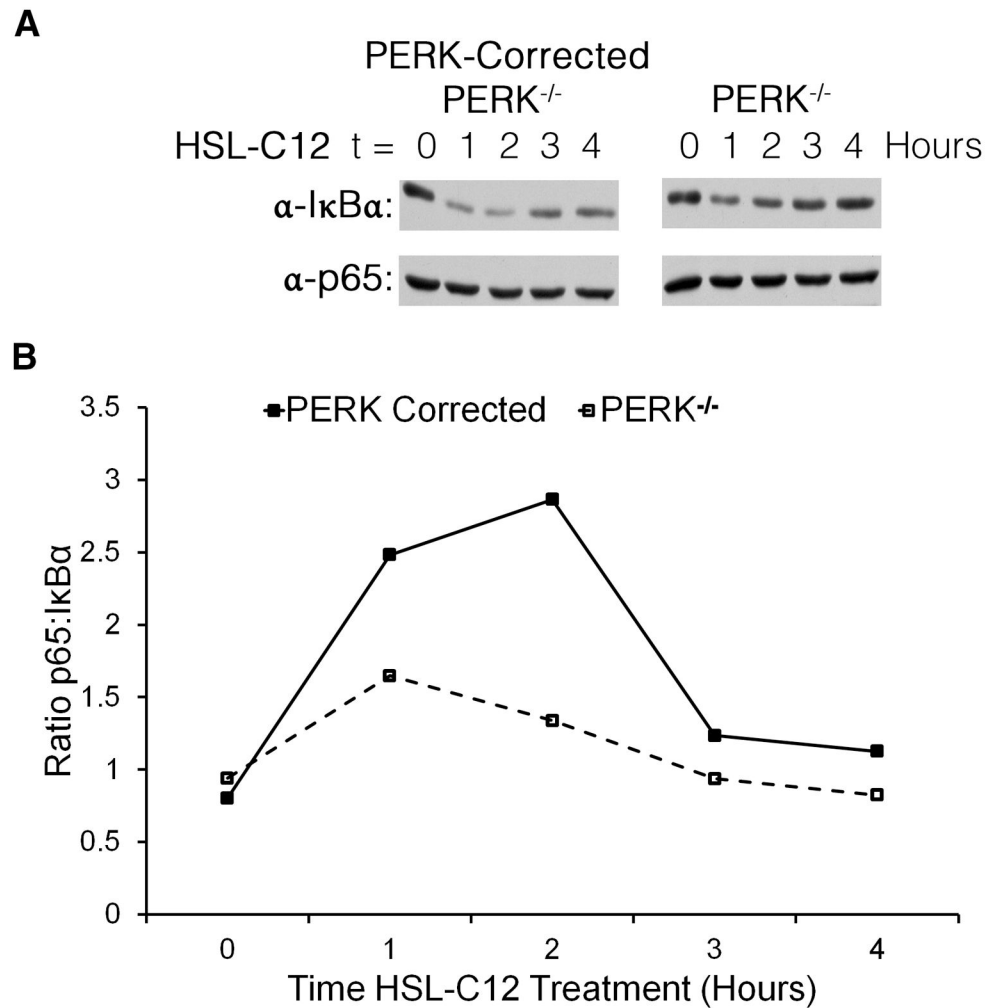 A
PERK-Corrected
PERK-/- PERK-/-
HSL-C12 t = 0 1 2 3 4 0 1 2 3 4 Hours
α-IκBα:
α-p65:
B
PERK Corrected PERK-/-
3.5
3
2.5
2
1.5
1
0.5
0
Ratio p65:IκBα
0 1 2 3 4
Time HSL-C12 Treatment (Hours)